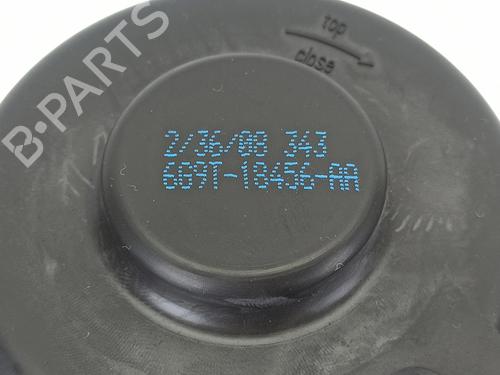 top
close
2/36/08 343
6G9T-18456-AA
B-PARTS